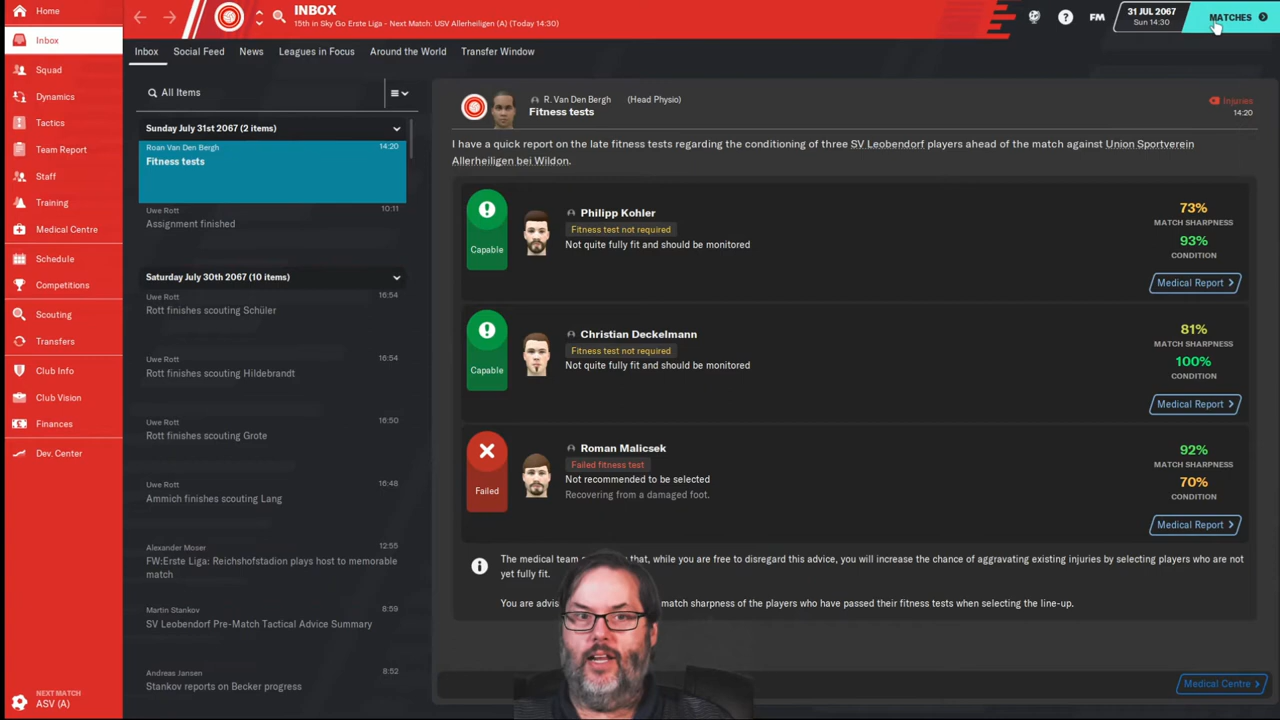 Home
Inbox
Squad
Dynamics
Tactics
Team Report
Staff
Training
Medical Centre
Schedule
Competitions
Scouting
Transfers
Club Info
Club Vision
Finances
Dev. Center
NEXT MATCH
ASV (A)
INBOX
15th in Sky Go Erste Liga - Next Match: USV Allerheiligen (A) (Today 14:30)
FM
31 JUL 2067
Sun 14:30
MATCHES
Inbox Social Feed News Leagues in Focus Around the World Transfer Window
All Items
Sunday July 31st 2067 (2 items)
Roan Van Den Bergh 14:20
Fitness tests
Uwe Rott 10:11
Assignment finished
Saturday July 30th 2067 (10 items)
Uwe Rott 16:54
Rott finishes scouting Schüler
Uwe Rott 16:54
Rott finishes scouting Hildebrandt
Uwe Rott 16:50
Rott finishes scouting Grote
Uwe Rott 16:48
Ammich finishes scouting Lang
Alexander Moser 12:55
FW:Erste Liga: Reichshofstadion plays host to memorable
match
Martin Stankov 8:59
SV Leobendorf Pre-Match Tactical Advice Summary
Andreas Jansen 8:52
Stankov reports on Becker progress
R. Van Den Bergh (Head Physio)
Fitness tests
Injuries
14:20
I have a quick report on the late fitness tests regarding the conditioning of three SV Leobendorf players ahead of the match against Union Sportverein
Allerheiligen bei Wildon.
Capable
Philipp Kohler
Fitness test not required
Not quite fully fit and should be monitored
73%
MATCH SHARPNESS
93%
CONDITION
Medical Report
Capable
Christian Deckelmann
Fitness test not required
Not quite fully fit and should be monitored
81%
MATCH SHARPNESS
100%
CONDITION
Medical Report
Failed
Roman Malicsek
Failed fitness test
Not recommended to be selected
Recovering from a damaged foot.
92%
MATCH SHARPNESS
70%
CONDITION
Medical Report
The medical team that, while you are free to disregard this advice, you will increase the chance of aggravating existing injuries by selecting players who are not
yet fully fit.
You are advis match sharpness of the players who have passed their fitness tests when selecting the line-up.
Medical Centre